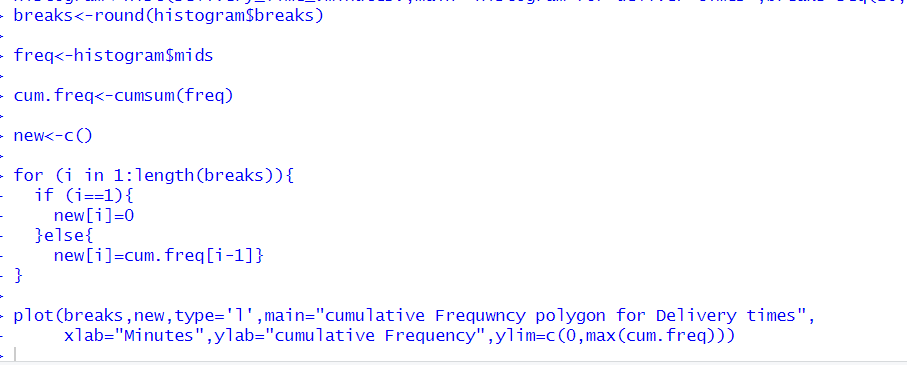 > breaks<-round(histogram$breaks)
>
> freq<-histogram$mids
>
> cum.freq<-cumsum(freq)
>
> new<-c()
>
> for (i in 1:length(breaks)){
-   if (i==1){
-     new[i]=0
-   }else{
-     new[i]=cum.freq[i-1]}
- }
>
> plot(breaks,new,type='l',main="cumulative Frequwncy polygon for Delivery times",
-      xlab="Minutes",ylab="cumulative Frequency",ylim=c(0,max(cum.freq)))
>